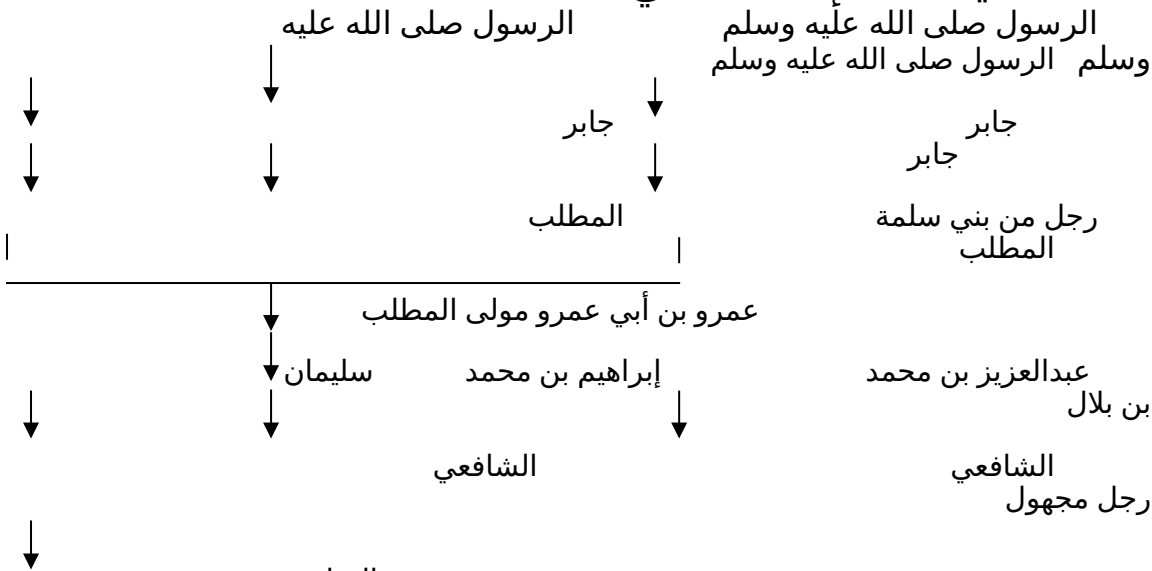 الرسول صلى الله عليه وسلم الرسول صلى الله عليه
وسلم الرسول صلى الله عليه وسلم
جابر جابر
جابر
رجل من بني سلمة المطلب
المطلب
عمرو بن أبي عمرو مولى المطلب
عبدالعزيز بن محمد إبراهيم بن محمد سليمان
بن بلال
الشافعي الشافعي
رجل مجهول